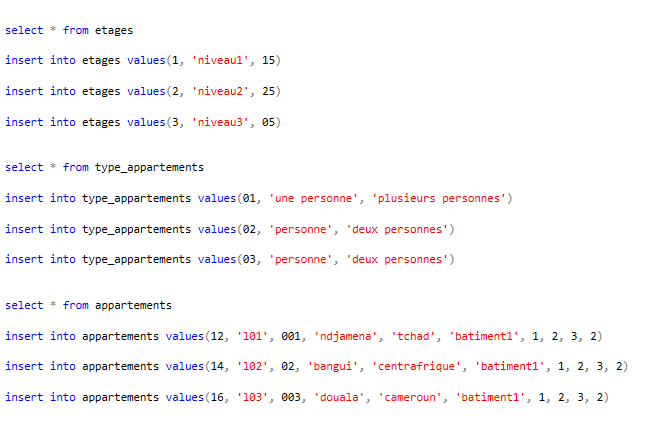 select * from etages
insert into etages values(1, 'niveau1', 15)
insert into etages values(2, 'niveau2', 25)
insert into etages values(3, 'niveau3', 05)
select * from type_appartements
insert into type_appartements values(01, 'une personne', 'plusieurs personnes')
insert into type_appartements values(02, 'personne', 'deux personnes')
insert into type_appartements values(03, 'personne', 'deux personnes')
select * from appartements
insert into appartements values(12, 'l01', 001, 'ndjamena', 'tchad', 'batiment1', 1, 2, 3, 2)
insert into appartements values(14, 'l02', 02, 'bangui', 'centrafrique', 'batiment1', 1, 2, 3, 2)
insert into appartements values(16, 'l03', 003, 'douala', 'cameroun', 'batiment1', 1, 2, 3, 2)